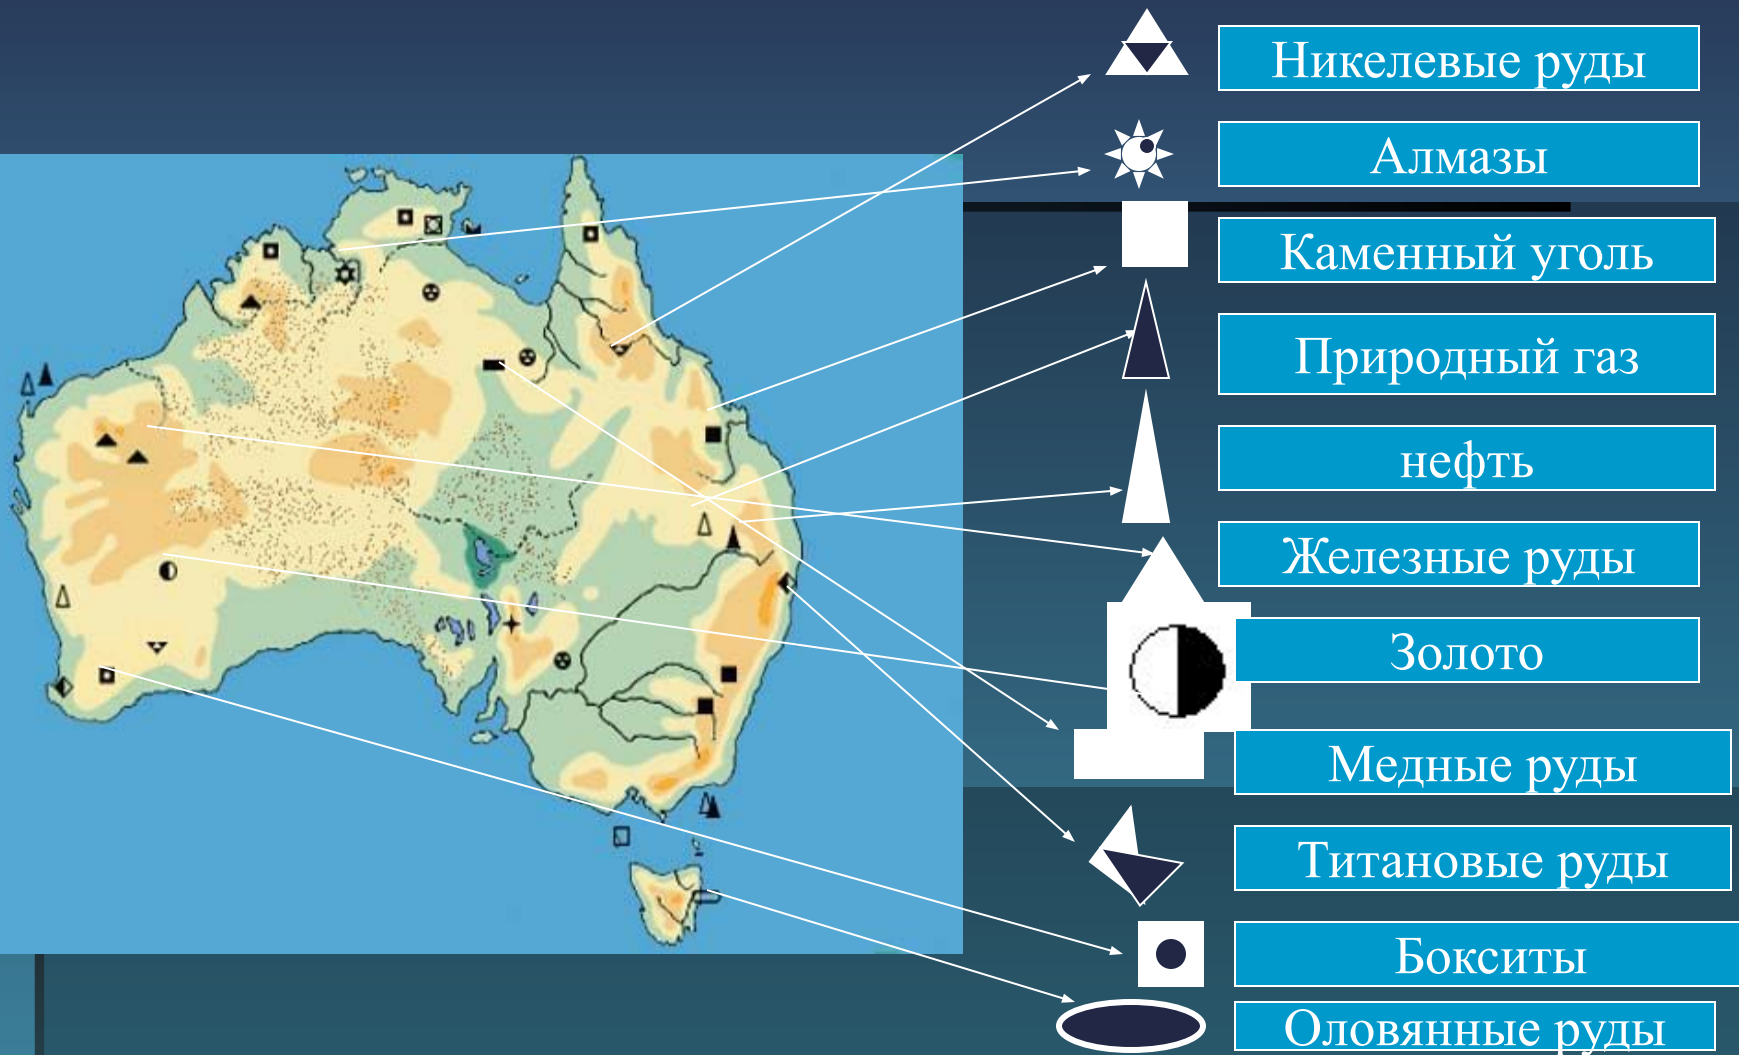 Никелевые руды
Алмазы
Каменный уголь
Природный газ
нефть
Железные руды
Золото
Медные руды
Титановые руды
Бокситы
Оловянные руды